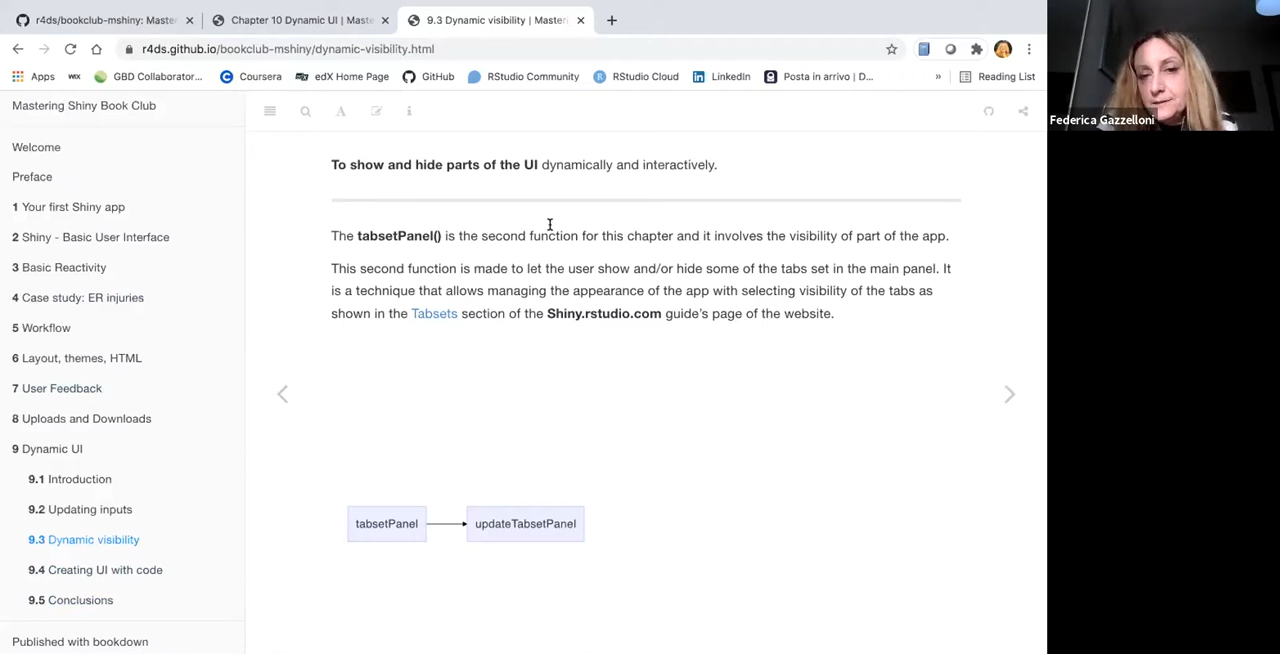 r4ds/bookclub-mshiny: Master
Chapter 10 Dynamic UI | Maste
9.3 Dynamic visibility | Masteri
r4ds.github.io/bookclub-mshiny/dynamic-visibility.html
Apps
WIX
GBD Collaborator...
Coursera
edX Home Page
GitHub
RStudio Community
RStudio Cloud
LinkedIn
Posta in arrivo | D...
»
Reading List
Federica Gazzelloni
Mastering Shiny Book Club
Welcome
Preface
1 Your first Shiny app
2 Shiny - Basic User Interface
3 Basic Reactivity
4 Case study: ER injuries
5 Workflow
6 Layout, themes, HTML
7 User Feedback
8 Uploads and Downloads
9 Dynamic UI
9.1 Introduction
9.2 Updating inputs
9.3 Dynamic visibility
9.4 Creating UI with code
9.5 Conclusions
Published with bookdown
To show and hide parts of the UI dynamically and interactively.
The tabsetPanel() is the second function for this chapter and it involves the visibility of part of the app.
This second function is made to let the user show and/or hide some of the tabs set in the main panel. It
is a technique that allows managing the appearance of the app with selecting visibility of the tabs as
shown in the Tabsets section of the Shiny.rstudio.com guide's page of the website.
tabsetPanel
updateTabsetPanel